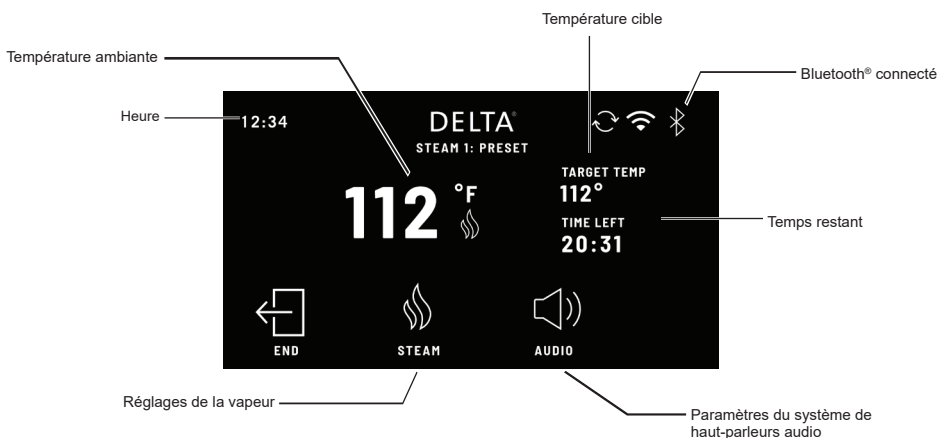 Température cible
Température ambiante
Bluetooth® connecté
Heure
12:34
DELTA®
STEAM 1: PRESET
TARGET TEMP
112 °F
112°
TIME LEFT
Temps restant
20:31
END
STEAM
AUDIO
Réglages de la vapeur
Paramètres du système de
haut-parleurs audio